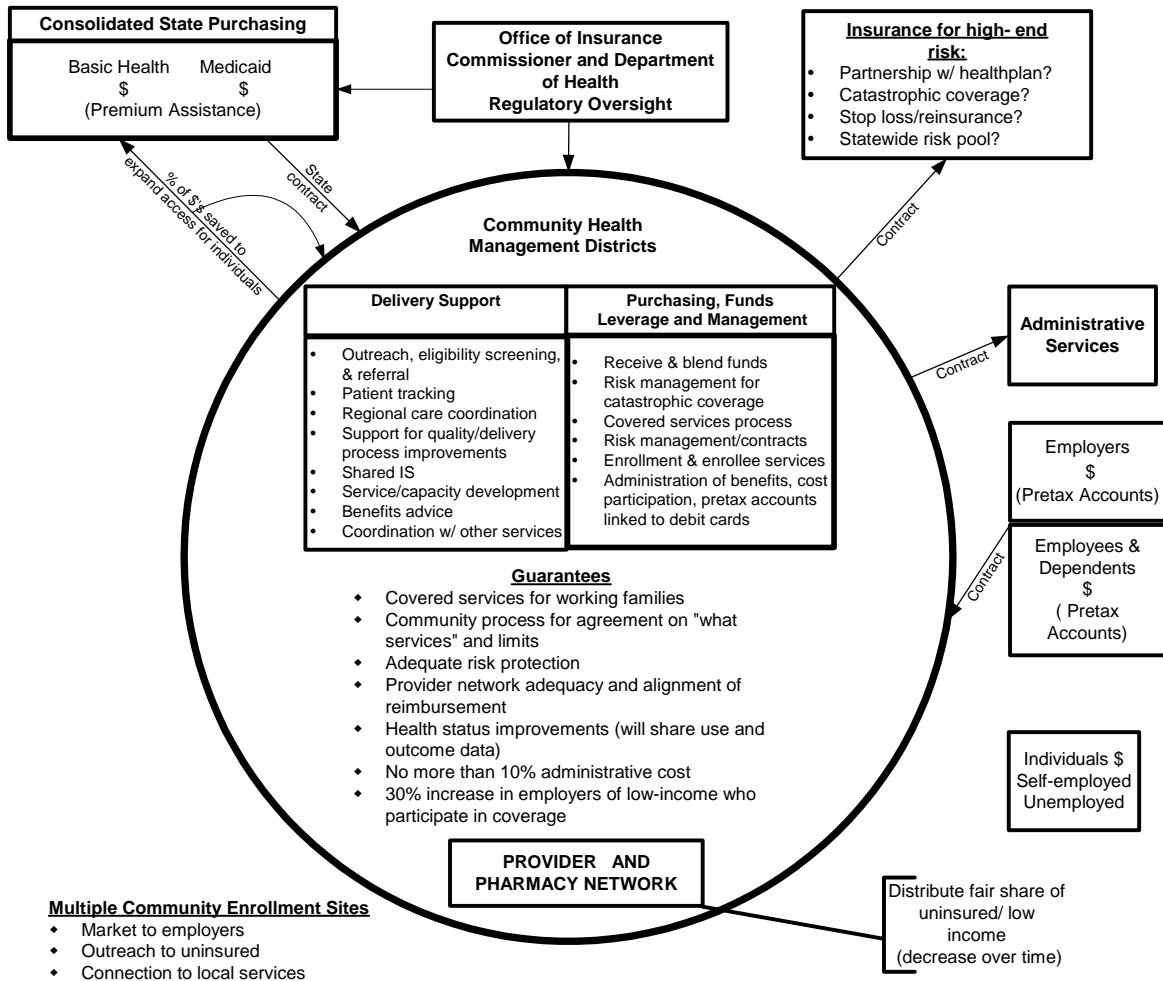 Consolidated State Purchasing
Basic Health Medicaid
$ $
(Premium Assistance)
Office of Insurance
Commissioner and Department
of Health
Regulatory Oversight
Insurance for high- end
risk:
• Partnership w/ healthplan?
• Catastrophic coverage?
• Stop loss/reinsurance?
• Statewide risk pool?
% of $'s saved to
expand access for individuals
State
contract
Contract
Community Health
Management Districts
Delivery Support
• Outreach, eligibility screening,
& referral
• Patient tracking
• Regional care coordination
• Support for quality/delivery
process improvements
• Shared IS
• Service/capacity development
• Benefits advice
• Coordination w/ other services
Purchasing, Funds
Leverage and Management
• Receive & blend funds
• Risk management for
catastrophic coverage
• Covered services process
• Risk management/contracts
• Enrollment & enrollee services
• Administration of benefits, cost
participation, pretax accounts
linked to debit cards
Contract
Administrative
Services
Employers
$
(Pretax Accounts)
Employees &
Dependents
$
( Pretax
Accounts)
Contract
Guarantees
◆ Covered services for working families
◆ Community process for agreement on "what
services" and limits
◆ Adequate risk protection
◆ Provider network adequacy and alignment of
reimbursement
◆ Health status improvements (will share use and
outcome data)
◆ No more than 10% administrative cost
◆ 30% increase in employers of low-income who
participate in coverage
Individuals $
Self-employed
Unemployed
PROVIDER AND
PHARMACY NETWORK
Distribute fair share of
uninsured/ low
income
(decrease over time)
Multiple Community Enrollment Sites
◆ Market to employers
◆ Outreach to uninsured
◆ Connection to local services